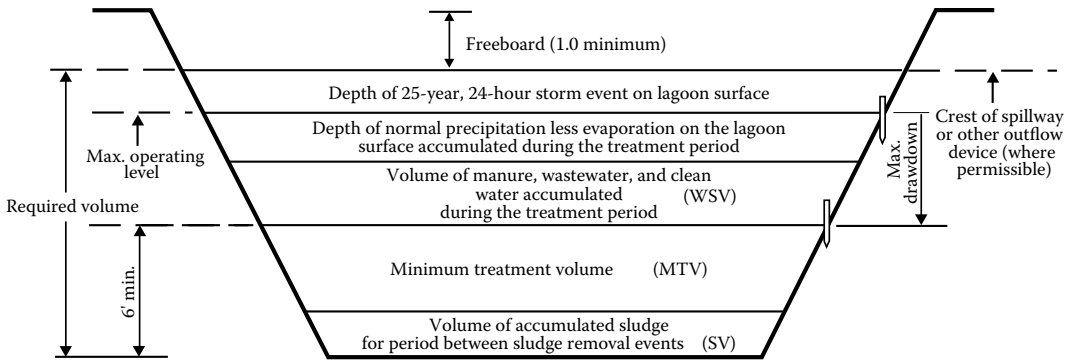 Freeboard (1.0 minimum)
Depth of 25-year, 24-hour storm event on lagoon surface
Depth of normal precipitation less evaporation on the lagoon
surface accumulated during the treatment period
Max. operating
level
Max.
drawdown
Crest of spillway
or other outflow
device (where
permissible)
Volume of manure, wastewater, and clean
water accumulated (WSV)
during the treatment period
Required volume
6' min.
Minimum treatment volume (MTV)
Volume of accumulated sludge
for period between sludge removal events (SV)